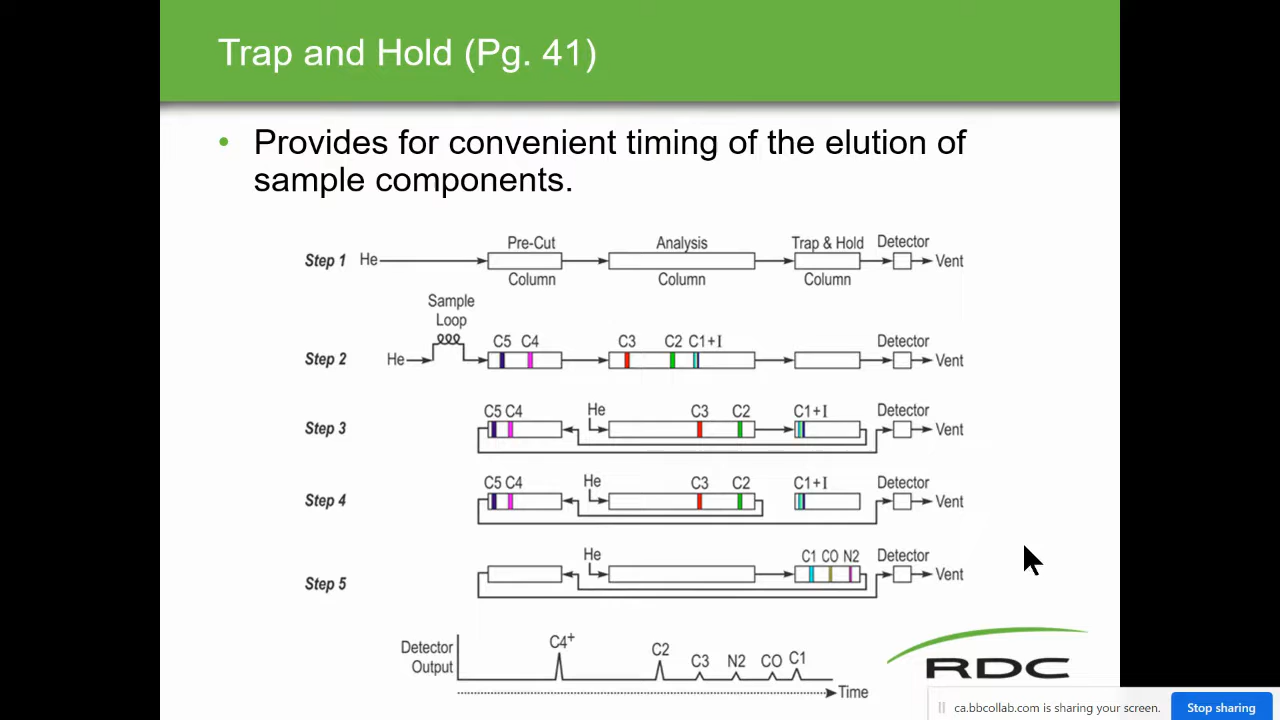 Trap and Hold (Pg. 41)
• Provides for convenient timing of the elution of
sample components.
Pre-Cut Analysis Trap & Hold Detector
Step 1 He Vent
Column Column Column
Sample
Loop
C5 C4 C3 C2 C1+I Detector
Step 2 He Vent
C5 C4 He C3 C2 C1+I Detector
Step 3 Vent
C5 C4 He C3 C2 C1+I Detector
Step 4 Vent
He C1 CO N2 Detector
Step 5 Vent
Detector
Output
C4+ C2 C3 N2 CO C1
Time
RDC
ca.bbcollab.com is sharing your screen. Stop sharing